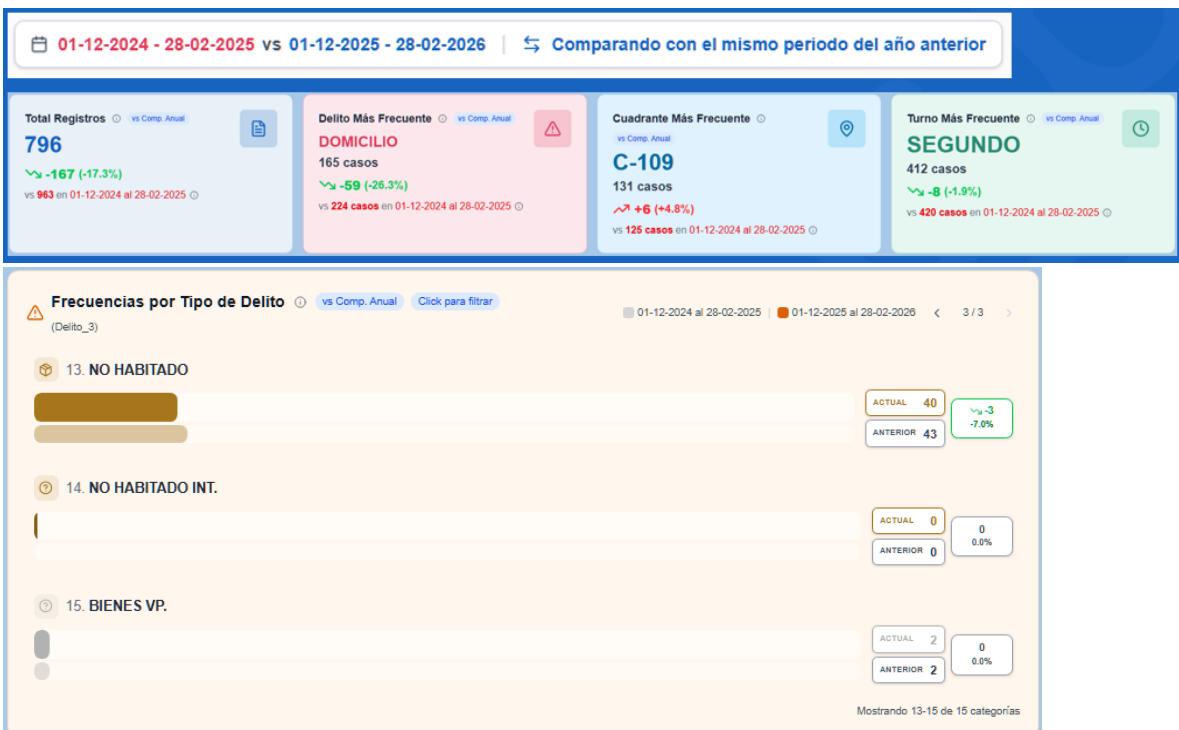 01-12-2024 - 28-02-2025 vs 01-12-2025 - 28-02-2026 | Comparando con el mismo periodo del año anterior
Total Registros vs Comp. Anual
796
-167 (-17.3%)
vs 963 en 01-12-2024 al 28-02-2025
Delito Más Frecuente vs Comp. Anual
DOMICILIO
165 casos
-59 (-26.3%)
vs 224 casos en 01-12-2024 al 28-02-2025
Cuadrante Más Frecuente
vs Comp. Anual
C-109
131 casos
+6 (+4.8%)
vs 125 casos en 01-12-2024 al 28-02-2025
Turno Más Frecuente vs Comp. Anual
SEGUNDO
412 casos
-8 (-1.9%)
vs 420 casos en 01-12-2024 al 28-02-2025
Frecuencias por Tipo de Delito vs Comp. Anual Click para filtrar
(Delito_3)
01-12-2024 al 28-02-2025 | 01-12-2025 al 28-02-2026 < 3 / 3 >
13. NO HABITADO
ACTUAL 40
ANTERIOR 43
-3
-7.0%
14. NO HABITADO INT.
ACTUAL 0
ANTERIOR 0
0
0.0%
15. BIENES VP.
ACTUAL 2
ANTERIOR 2
0
0.0%
Mostrando 13-15 de 15 categorías